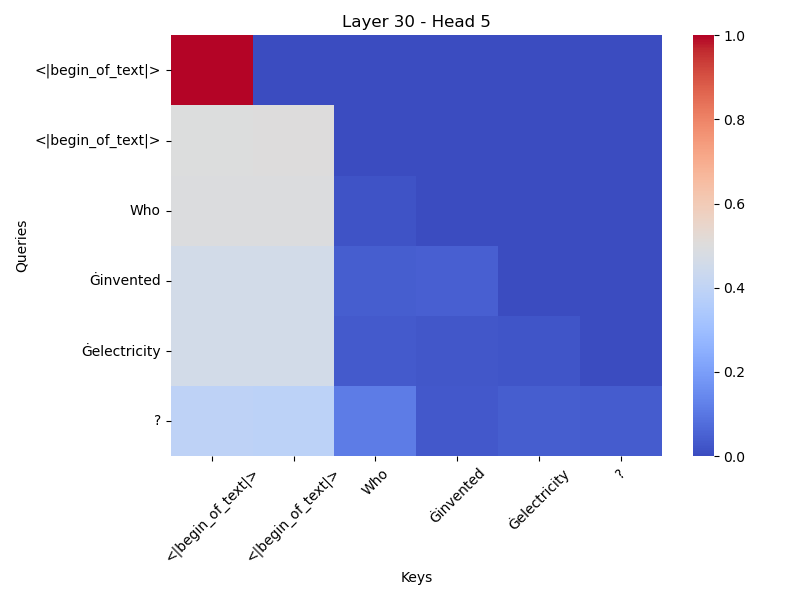 Layer 30 - Head 5
<|begin_of_text|>
<|begin_of_text|>
Who
Ġinvented
Ġelectricity
?
Queries
<|begin_of_text|>
<|begin_of_text|>
Who
Ġinvented
Ġelectricity
?
Keys
1.0
0.8
0.6
0.4
0.2
0.0